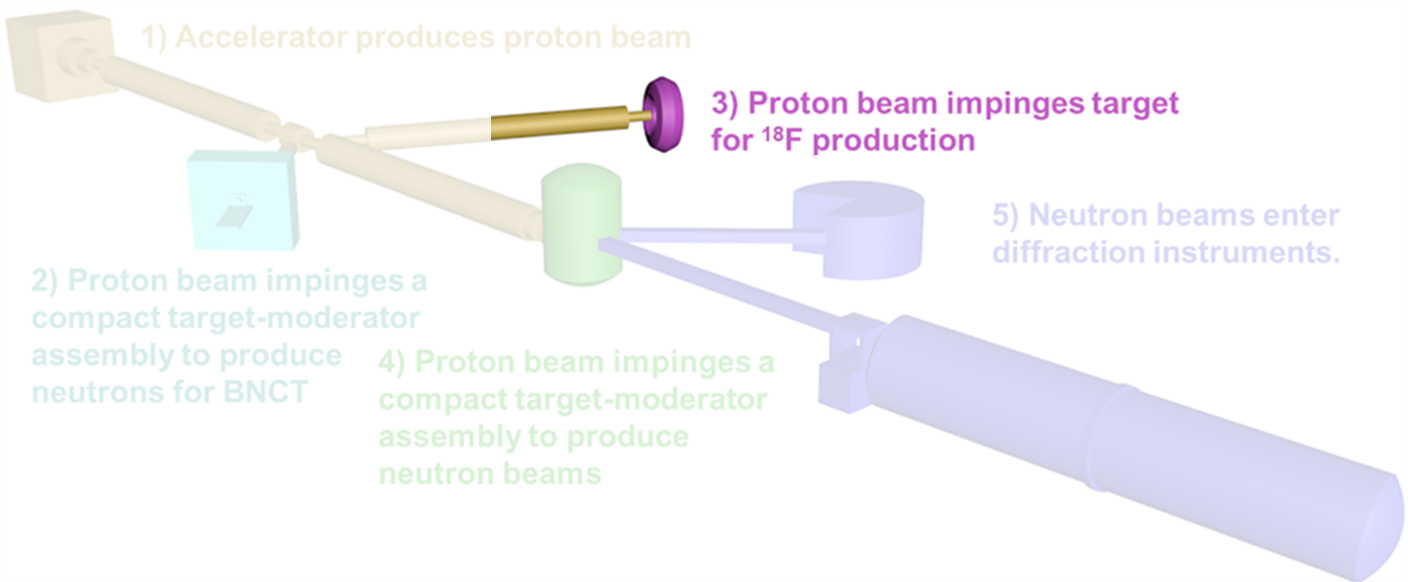 1) Accelerator produces proton beam
3) Proton beam impinges target
for ¹⁸F production
5) Neutron beams enter
diffraction instruments.
2) Proton beam impinges a
compact target-moderator
assembly to produce
neutrons for BNCT
4) Proton beam impinges a
compact target-moderator
assembly to produce
neutron beams